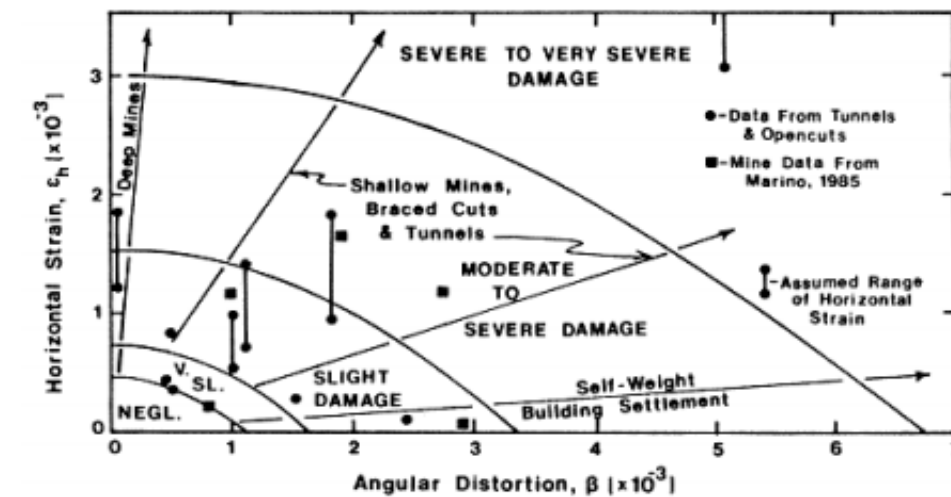 SEVERE TO VERY SEVERE
DAMAGE
Deep Mines
Horizontal Strain, εh [x10⁻³)
3
2
1
0
●-Data From Tunnels
& Opencuts
■-Mine Data From
Marino, 1985
Shallow Mines,
Braced Cuts
& Tunnels
MODERATE
TO
SEVERE DAMAGE
Assumed Range
of Horizontal
Strain
V.
SL.
SLIGHT
DAMAGE
NEGL.
Self-Weight
Building Settlement
0 1 2 3 4 5 6
Angular Distortion, β [x10⁻³)